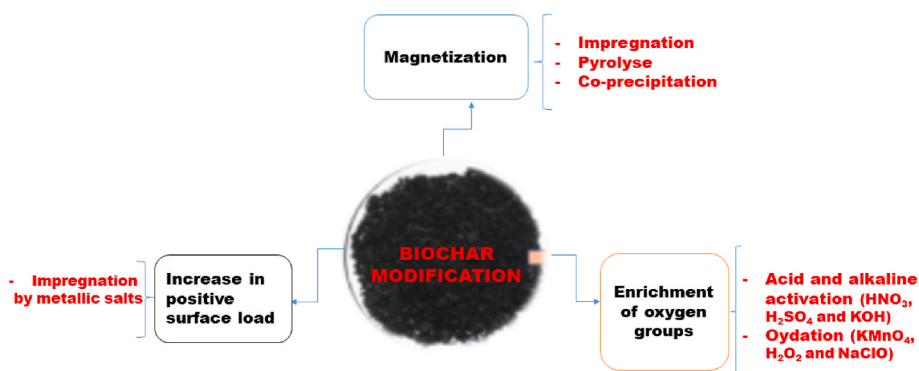 Magnetization
- Impregnation
- Pyrolyse
- Co-precipitation
BIOCHAR
MODIFICATION
- Impregnation
by metallic salts
Increase in
positive
surface load
Enrichment
of oxygen
groups
- Acid and alkaline
activation (HNO₃,
H₂SO₄ and KOH)
- Oydation (KMnO₄,
H₂O₂ and NaClO)